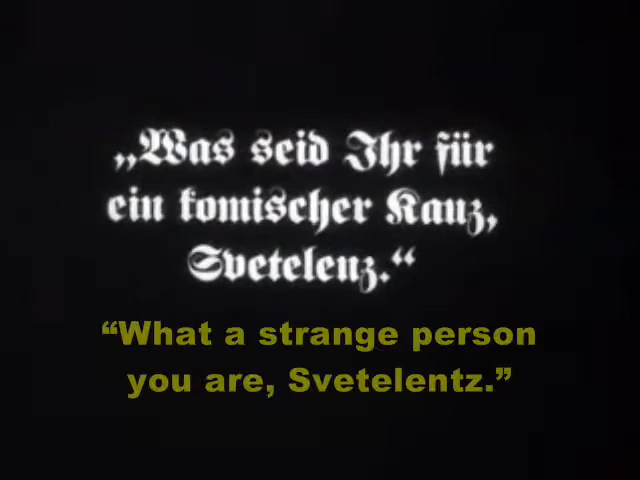 „Was seid Ihr für
ein komischer Kauz,
Svetelenz.“
“What a strange person
you are, Svetelentz.”